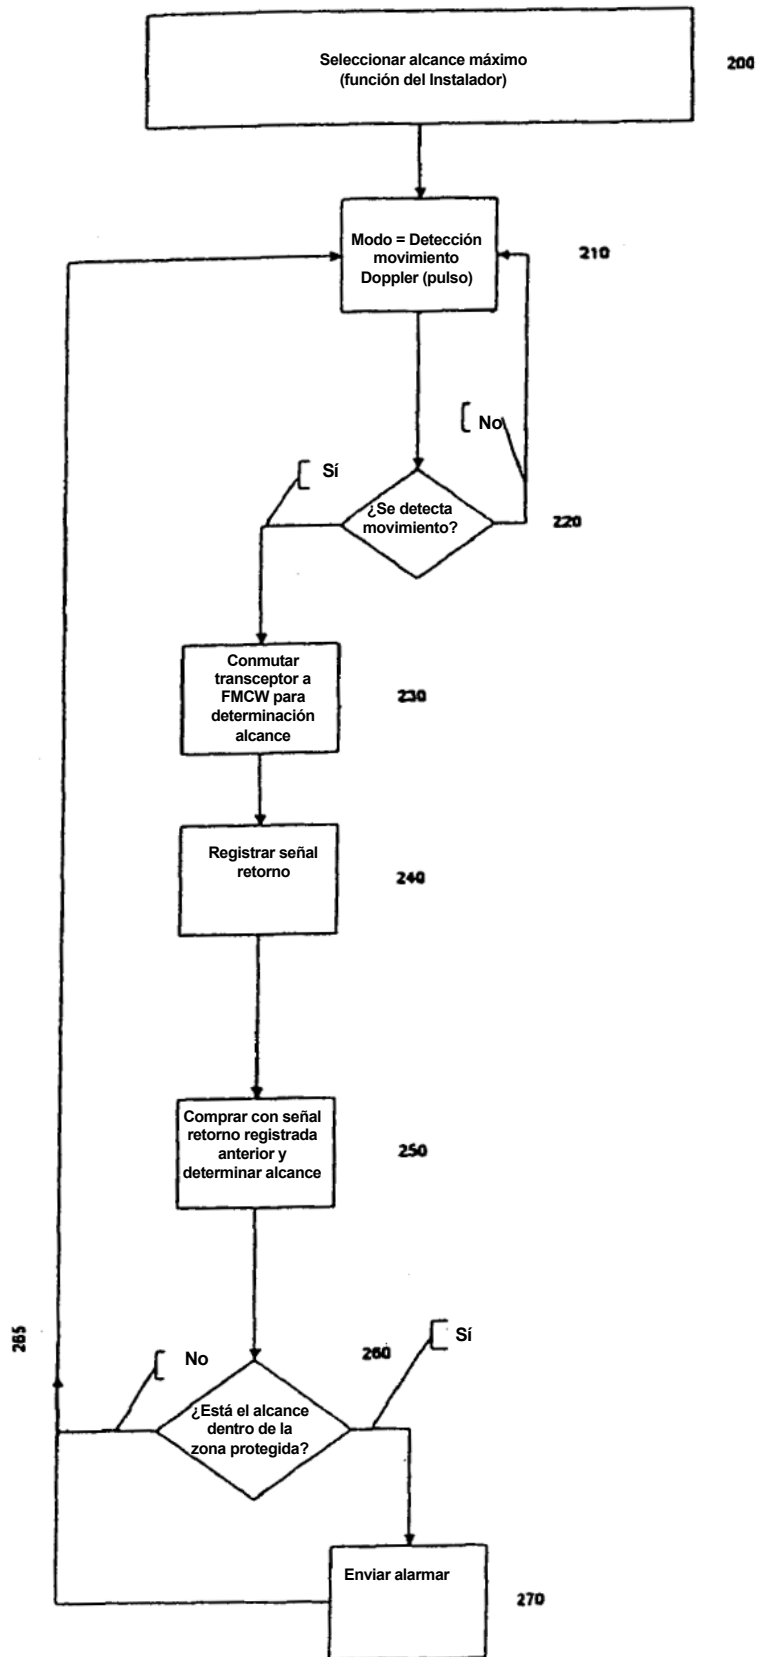 Seleccionar alcance máximo
(función del Instalador)
200
Modo = Detección
movimiento
Doppler (pulso)
210
No
Sí
¿Se detecta
movimiento?
220
Conmutar
transceptor a
FMCW para
determinación
alcance
230
Registrar señal
retorno
240
Comprar con señal
retorno registrada
anterior y
determinar alcance
250
265
No
260
Sí
¿Está el alcance
dentro de la
zona protegida?
Enviar alarmar
270